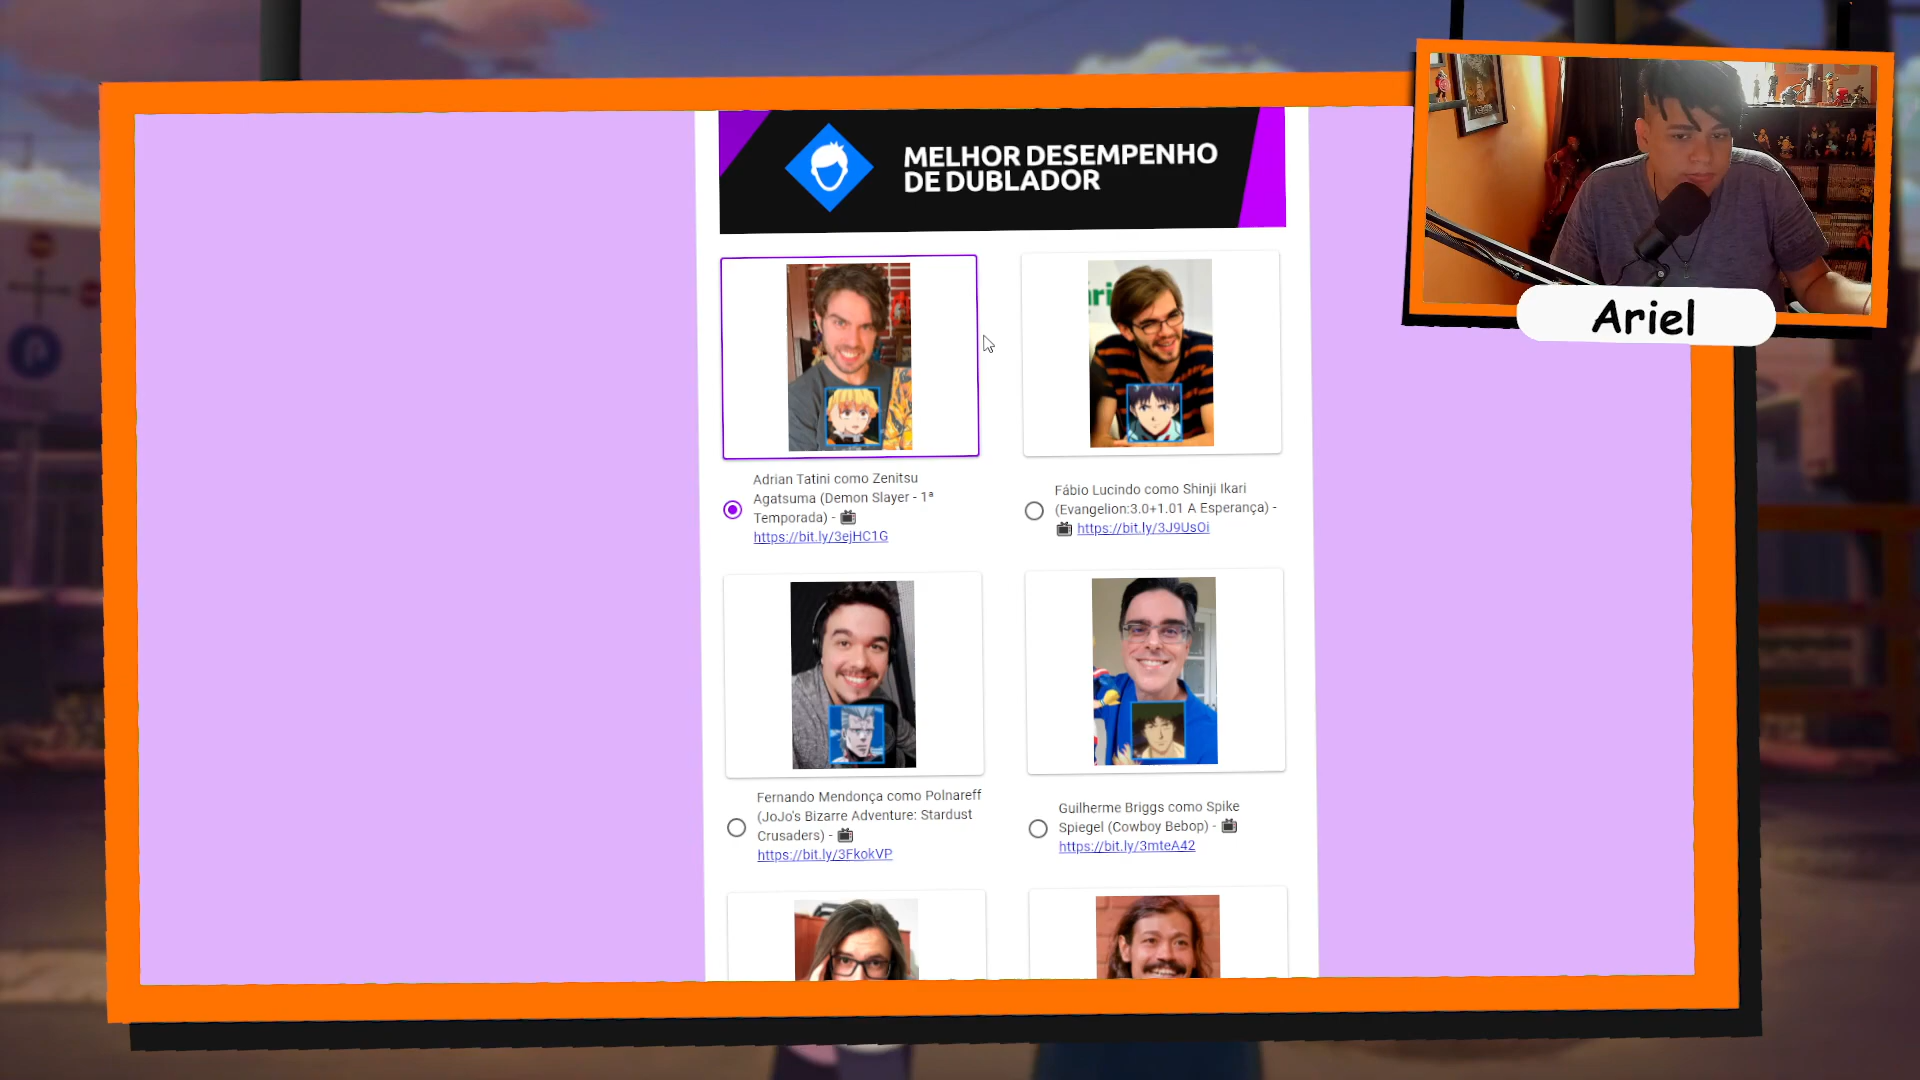 MELHOR DESEMPENHO
DE DUBLADOR
Ariel
Adrian Tatini como Zenitsu
Agatsuma (Demon Slayer - 1ª
Temporada) - 📺
https://bit.ly/3ejHC1G
Fábio Lucindo como Shinji Ikari
(Evangelion:3.0+1.01 A Esperança) -
📺 https://bit.ly/3J9UsOi
Fernando Mendonça como Polnareff
(JoJo's Bizarre Adventure: Stardust
Crusaders) - 📺
https://bit.ly/3FkokVP
Guilherme Briggs como Spike
Spiegel (Cowboy Bebop) - 📺
https://bit.ly/3mteA42